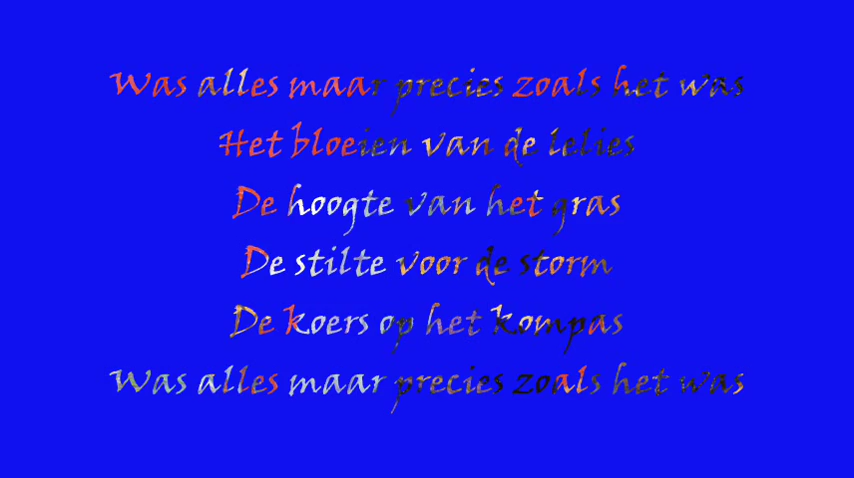 Was alles maar precies zoals het was
Het bloeien van de lelies
De hoogte van het gras
De stilte voor de storm
De koers op het kompas
Was alles maar precies zoals het was